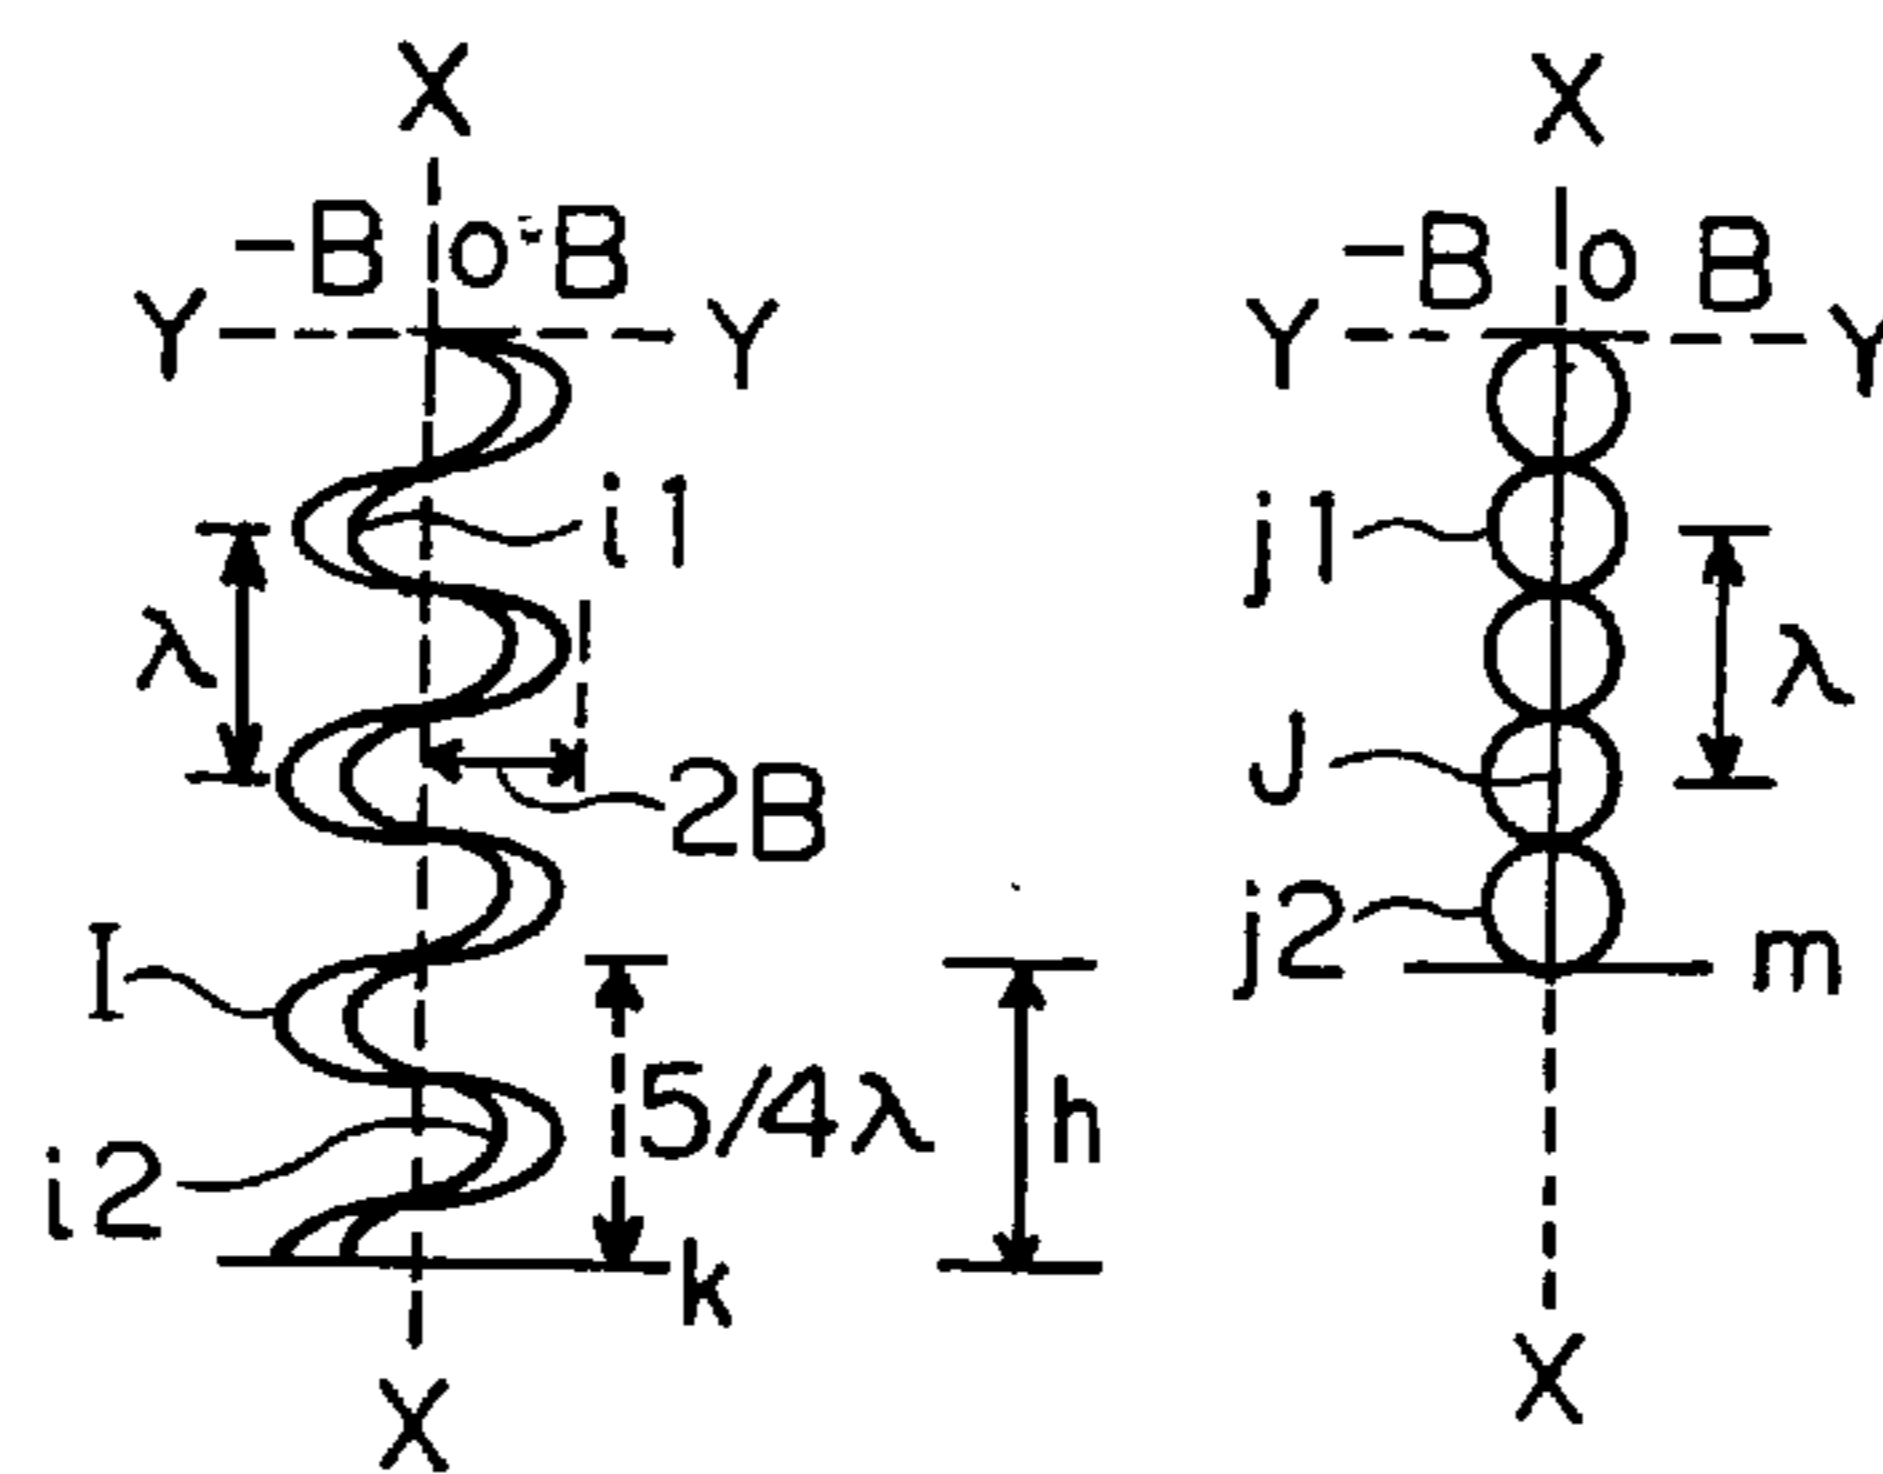 X X
-B o B -B o B
Y Y Y Y
i1 j1
λ λ
2B J
I j2 m
5/4λ h
i2
k
X X